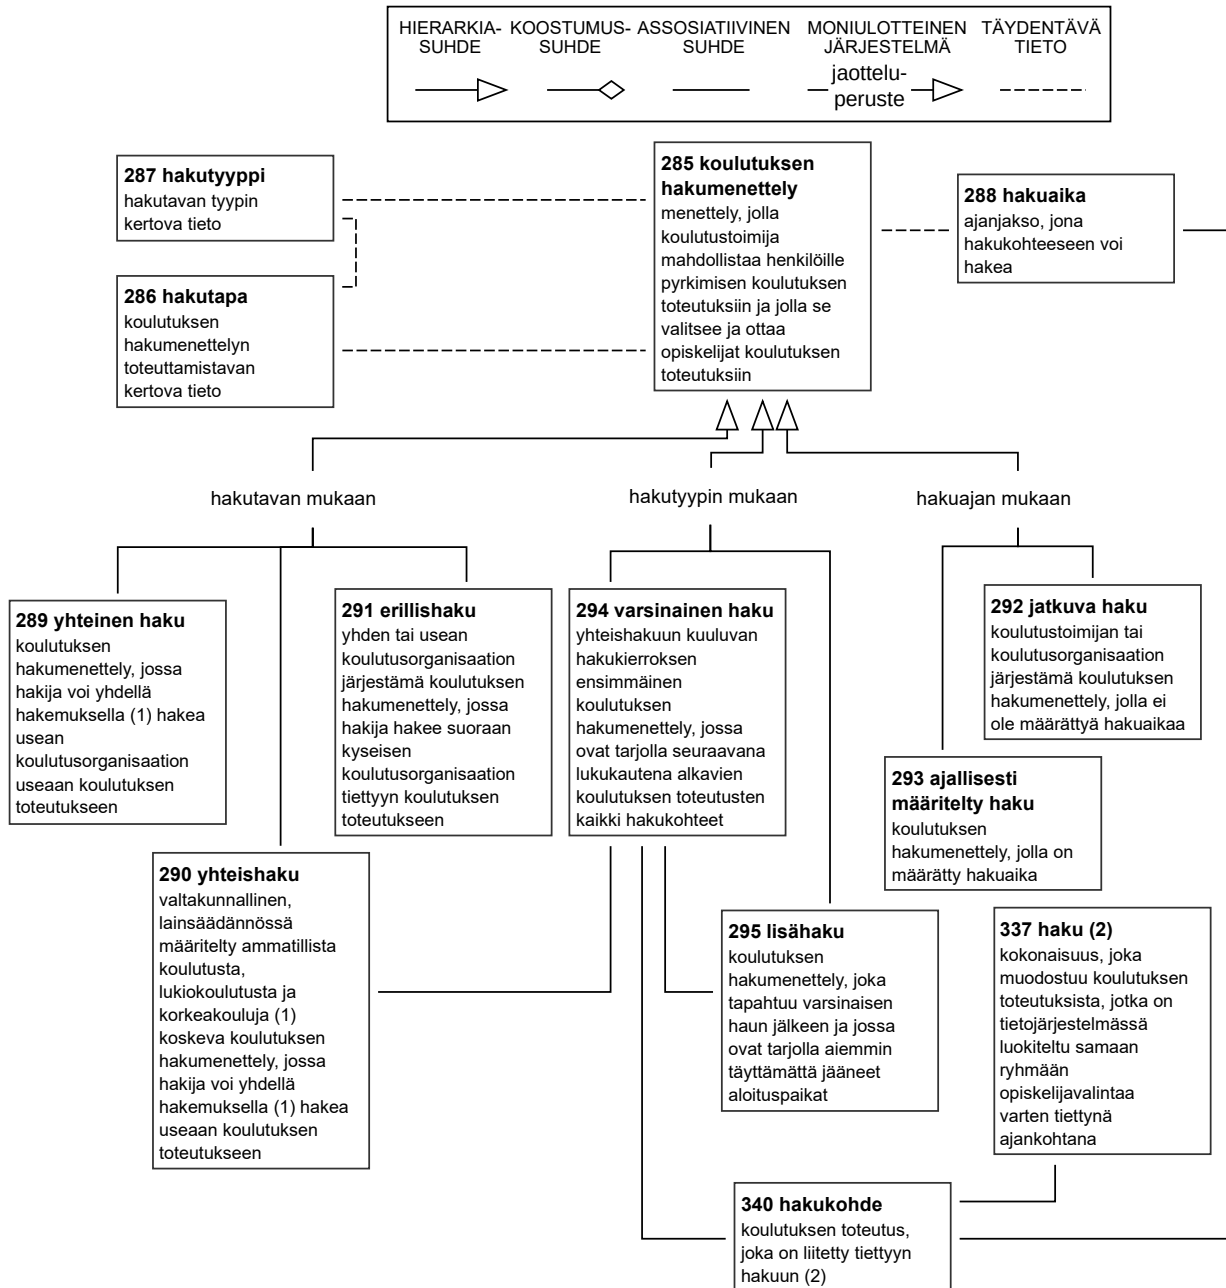 HIERARKIA-
SUHDE
KOOSTUMUS-
SUHDE
ASSOSIATIIVINEN
SUHDE
MONIULOTTEINEN
JÄRJESTELMÄ
TÄYDENTÄVÄ
TIETO
jaottelu-
peruste
287 hakutyyppi
hakutavan tyypin
kertova tieto
286 hakutapa
koulutuksen
hakumenettelyn
toteuttamistavan
kertova tieto
285 koulutuksen
hakumenettely
menettely, jolla
koulutustoimija
mahdollistaa henkilöille
pyrkimisen koulutuksen
toteutuksiin ja jolla se
valitsee ja ottaa
opiskelijat koulutuksen
toteutuksiin
288 hakuaika
ajanjakso, jona
hakukohteeseen voi
hakea
hakutavan mukaan
hakutyypin mukaan
hakuajan mukaan
289 yhteinen haku
koulutuksen
hakumenettely, jossa
hakija voi yhdellä
hakemuksella (1) hakea
usean
koulutusorganisaation
useaan koulutuksen
toteutukseen
291 erillishaku
yhden tai usean
koulutusorganisaation
järjestämä koulutuksen
hakumenettely, jossa
hakija hakee suoraan
kyseisen
koulutusorganisaation
tiettyyn koulutuksen
toteutukseen
294 varsinainen haku
yhteishakuun kuuluvan
hakukierroksen
ensimmäinen
koulutuksen
hakumenettely, jossa
ovat tarjolla seuraavana
lukukautena alkavien
koulutuksen toteutusten
kaikki hakukohteet
292 jatkuva haku
koulutustoimijan tai
koulutusorganisaation
järjestämä koulutuksen
hakumenettely, jolla ei
ole määrättyä hakuaikaa
293 ajallisesti
määritelty haku
koulutuksen
hakumenettely, jolla on
määrätty hakuaika
290 yhteishaku
valtakunnallinen,
lainsäädännössä
määritelty ammatillista
koulutusta,
lukiokoulutusta ja
korkeakouluja (1)
koskeva koulutuksen
hakumenettely, jossa
hakija voi yhdellä
hakemuksella (1) hakea
useaan koulutuksen
toteutukseen
295 lisähaku
koulutuksen
hakumenettely, joka
tapahtuu varsinaisen
haun jälkeen ja jossa
ovat tarjolla aiemmin
täyttämättä jääneet
aloituspaikat
337 haku (2)
kokonaisuus, joka
muodostuu koulutuksen
toteutuksista, jotka on
tietojärjestelmässä
luokiteltu samaan
ryhmään
opiskelijavalintaa
varten tiettynä
ajankohtana
340 hakukohde
koulutuksen toteutus,
joka on liitetty tiettyyn
hakuun (2)